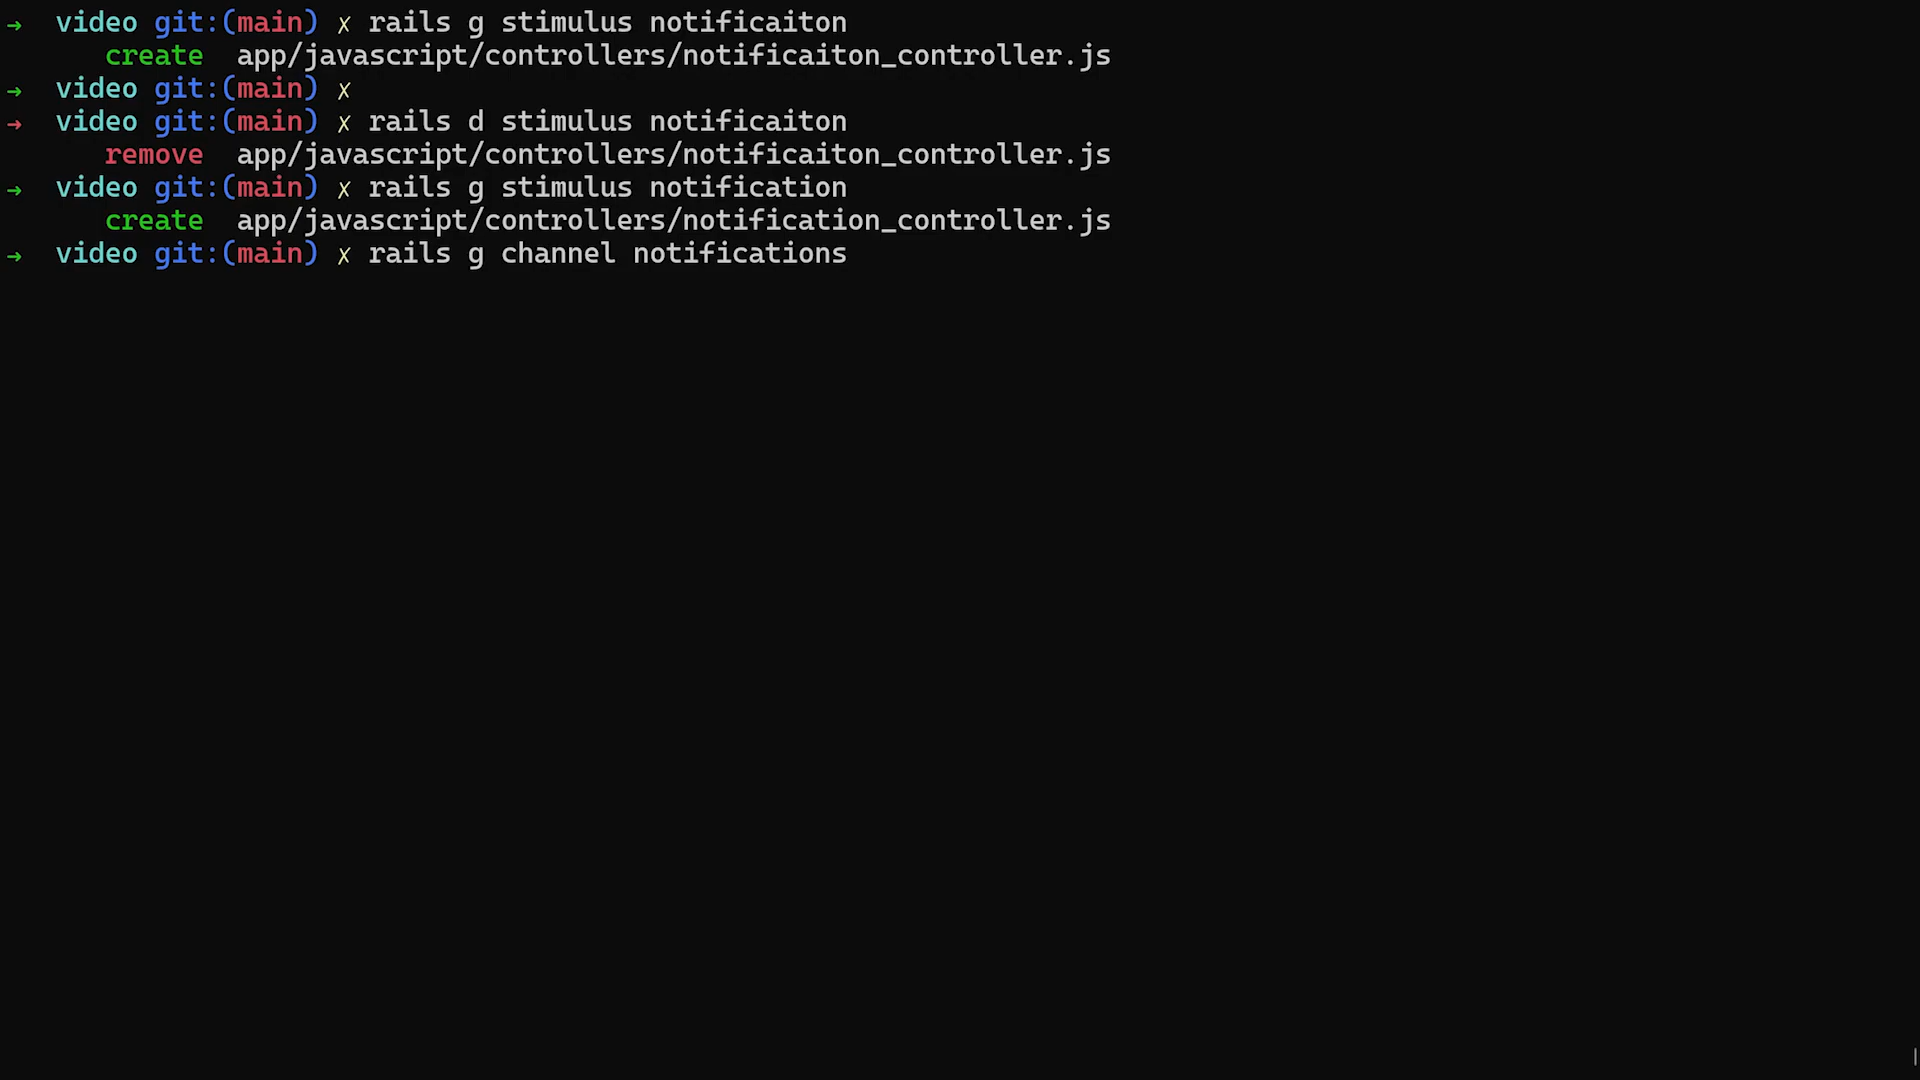 → video git:(main) ✗ rails g stimulus notificaiton
create app/javascript/controllers/notificaiton_controller.js
→ video git:(main) ✗
→ video git:(main) ✗ rails d stimulus notificaiton
remove app/javascript/controllers/notificaiton_controller.js
→ video git:(main) ✗ rails g stimulus notification
create app/javascript/controllers/notification_controller.js
→ video git:(main) ✗ rails g channel notifications